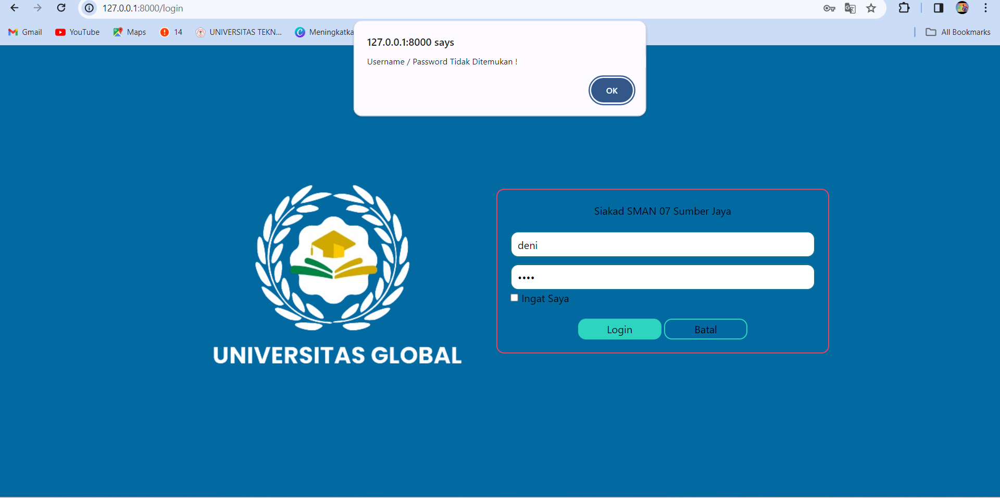 127.0.0.1:8000/login
Gmail
YouTube
Maps
14
UNIVERSITAS TEKN...
Meningkatka
All Bookmarks
127.0.0.1:8000 says
Username / Password Tidak Ditemukan !
OK
UNIVERSITAS GLOBAL
Siakad SMAN 07 Sumber Jaya
deni
••••
Ingat Saya
Login
Batal